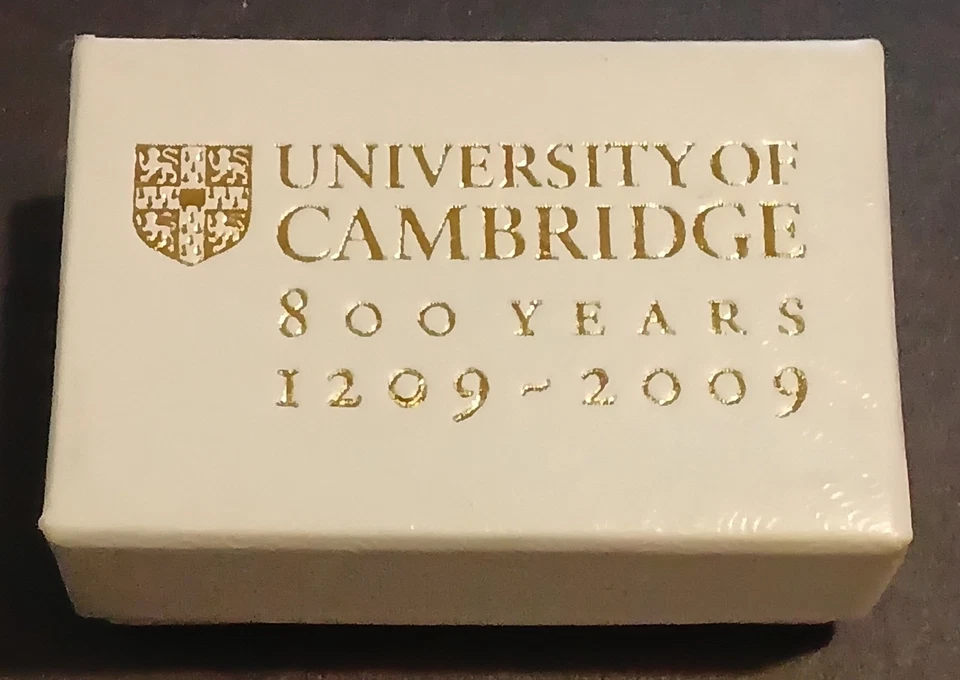 UNIVERSITY OF
CAMBRIDGE
800 YEARS
1209~2009